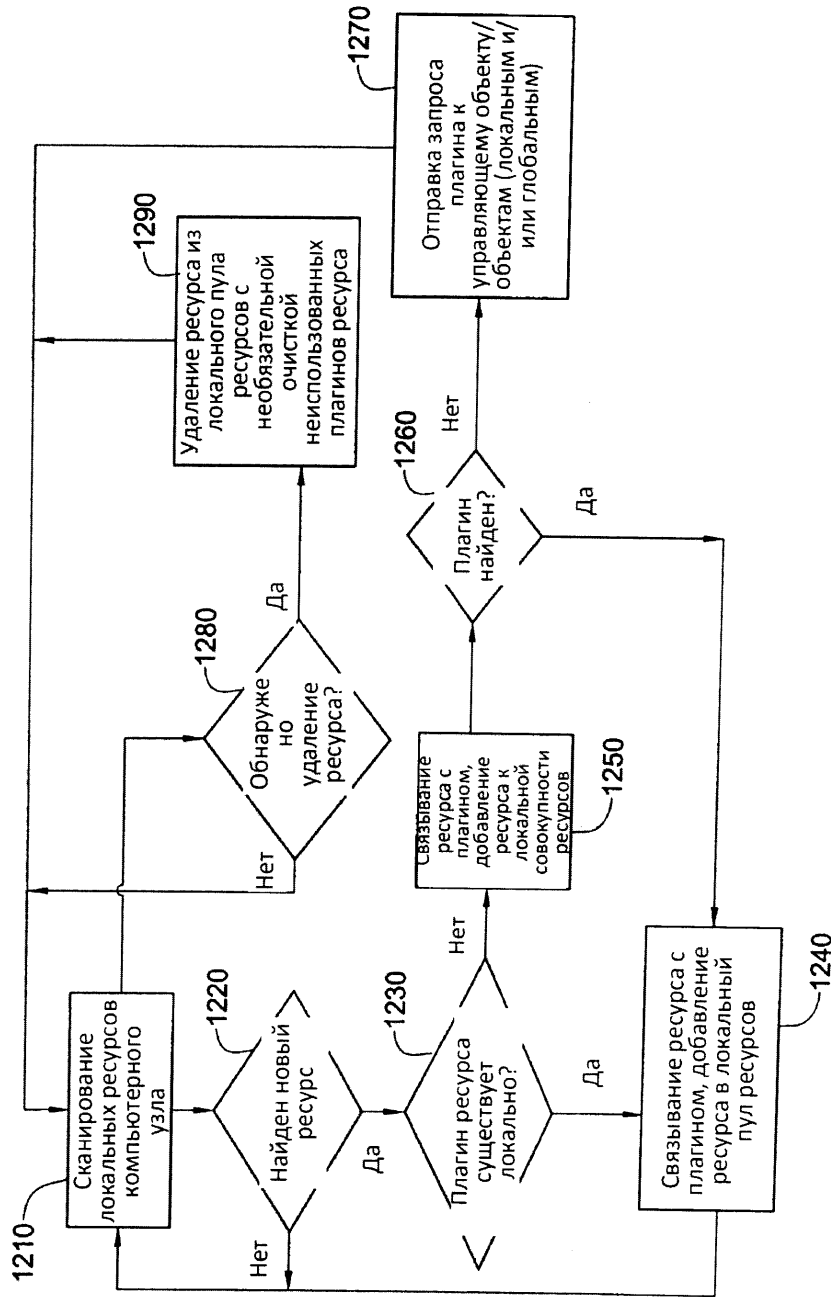 1210
Сканирование
локальных ресурсов
компьютерного
узла
Нет
1220
Найден новый
ресурс
Да
1230
Плагин ресурса
существует
локально?
Нет
Да
1240
Связывание ресурса с
плагином, добавление
ресурса в локальный
пул ресурсов
1250
Связывание
ресурса с
плагином,
добавление
ресурса к
локальной
совокупности
ресурсов
1260
Плагин
найден?
Нет
Да
1270
Отправка запроса
плагина к
управляющему объекту/
объектам (локальным и/
или глобальным)
1280
Обнаруже
но
удаление
ресурса?
Нет
Да
1290
Удаление ресурса из
локального пула
ресурсов с
необязательной
очисткой
неиспользованных
плагинов ресурса